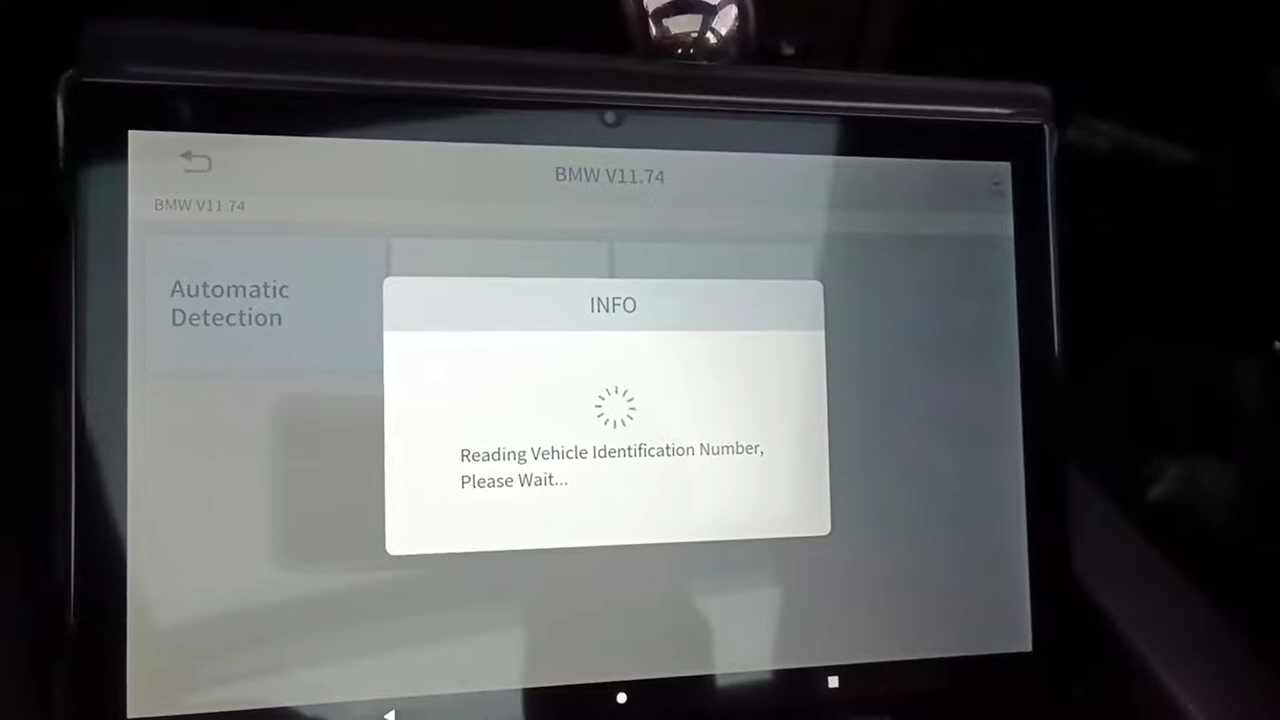 BMW V11.74
BMW V11 74
Automatic
Detection
INFO
Reading Vehicle Identification Number,
Please Wait...